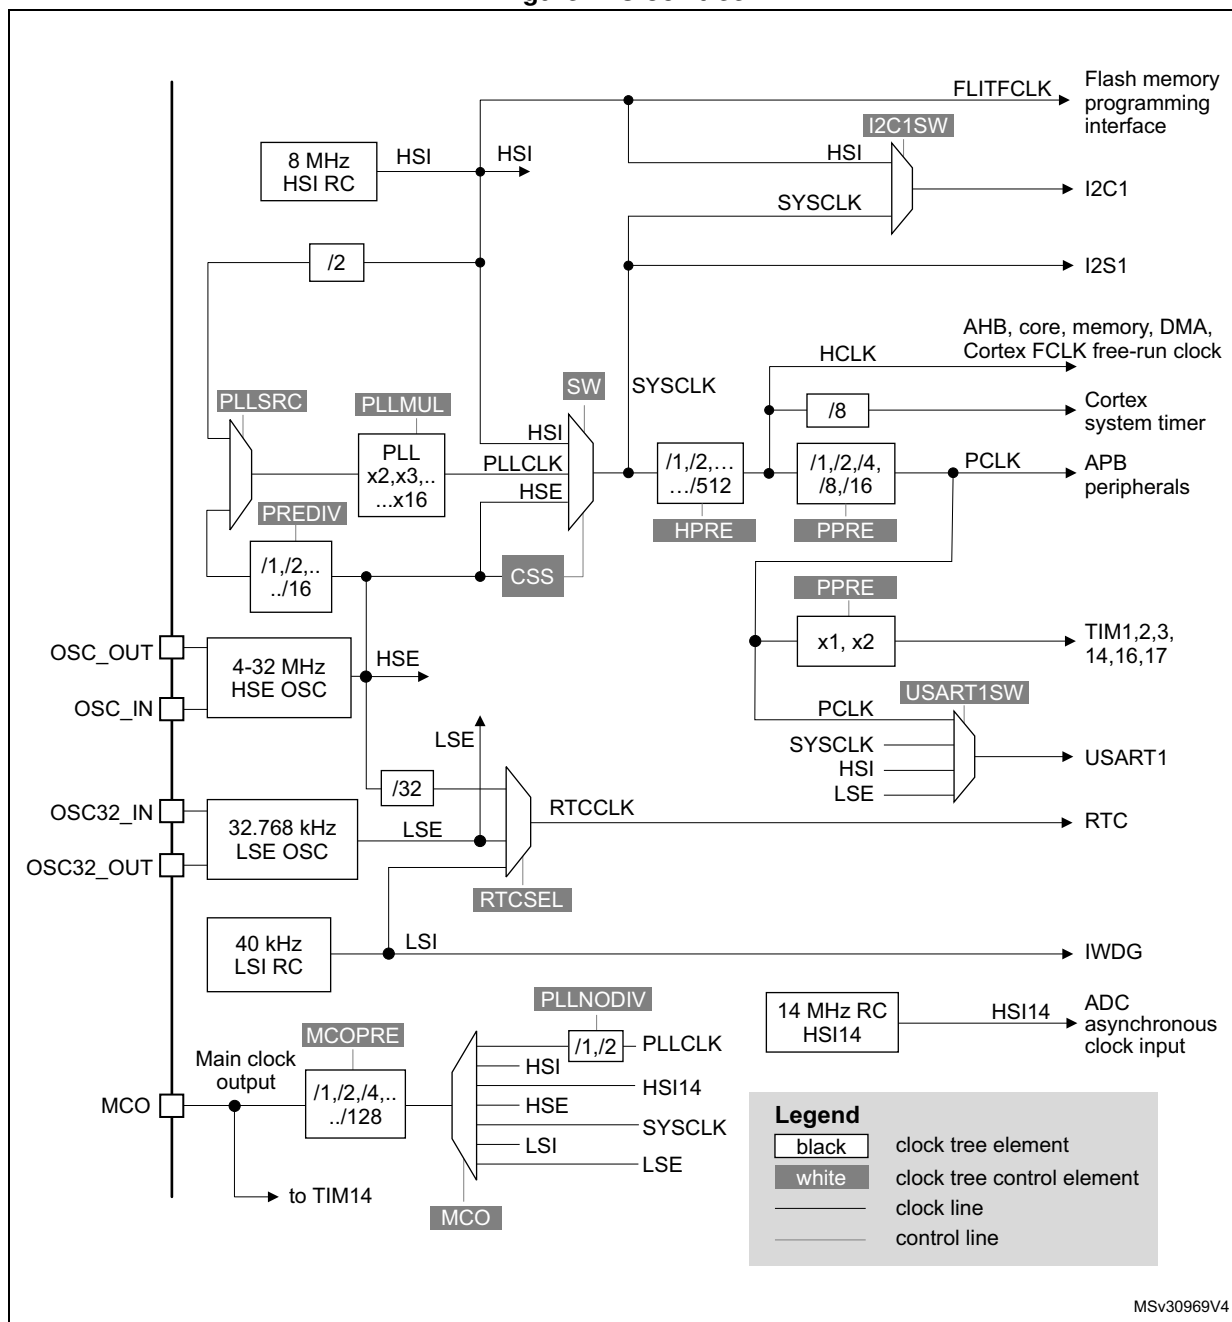 FLITFCLK
Flash memory
programming
interface
I2C1SW
8 MHz
HSI RC
HSI
HSI
HSI
SYSCLK
I2C1
/2
I2S1
AHB, core, memory, DMA,
Cortex FCLK free-run clock
HCLK
SW
SYSCLK
/8
Cortex
system timer
PLLSRC
PLLMUL
PLL
x2,x3,..
...x16
HSI
PLLCLK
HSE
/1,/2,…
…/512
HPRE
/1,/2,/4,
/8,/16
PPRE
PCLK
APB
peripherals
PREDIV
/1,/2,..
../16
CSS
PPRE
x1, x2
TIM1,2,3,
14,16,17
OSC_OUT
OSC_IN
4-32 MHz
HSE OSC
HSE
USART1SW
PCLK
SYSCLK
HSI
LSE
USART1
LSE
/32
RTCCLK
RTC
OSC32_IN
OSC32_OUT
32.768 kHz
LSE OSC
LSE
RTCSEL
40 kHz
LSI RC
LSI
IWDG
PLLNODIV
/1,/2
PLLCLK
HSI
HSI14
HSE
SYSCLK
LSI
LSE
14 MHz RC
HSI14
HSI14
ADC
asynchronous
clock input
MCOPRE
Main clock
output
/1,/2,/4,..
../128
MCO
to TIM14
MCO
Legend
black clock tree element
white clock tree control element
clock line
control line
MSv30969V4